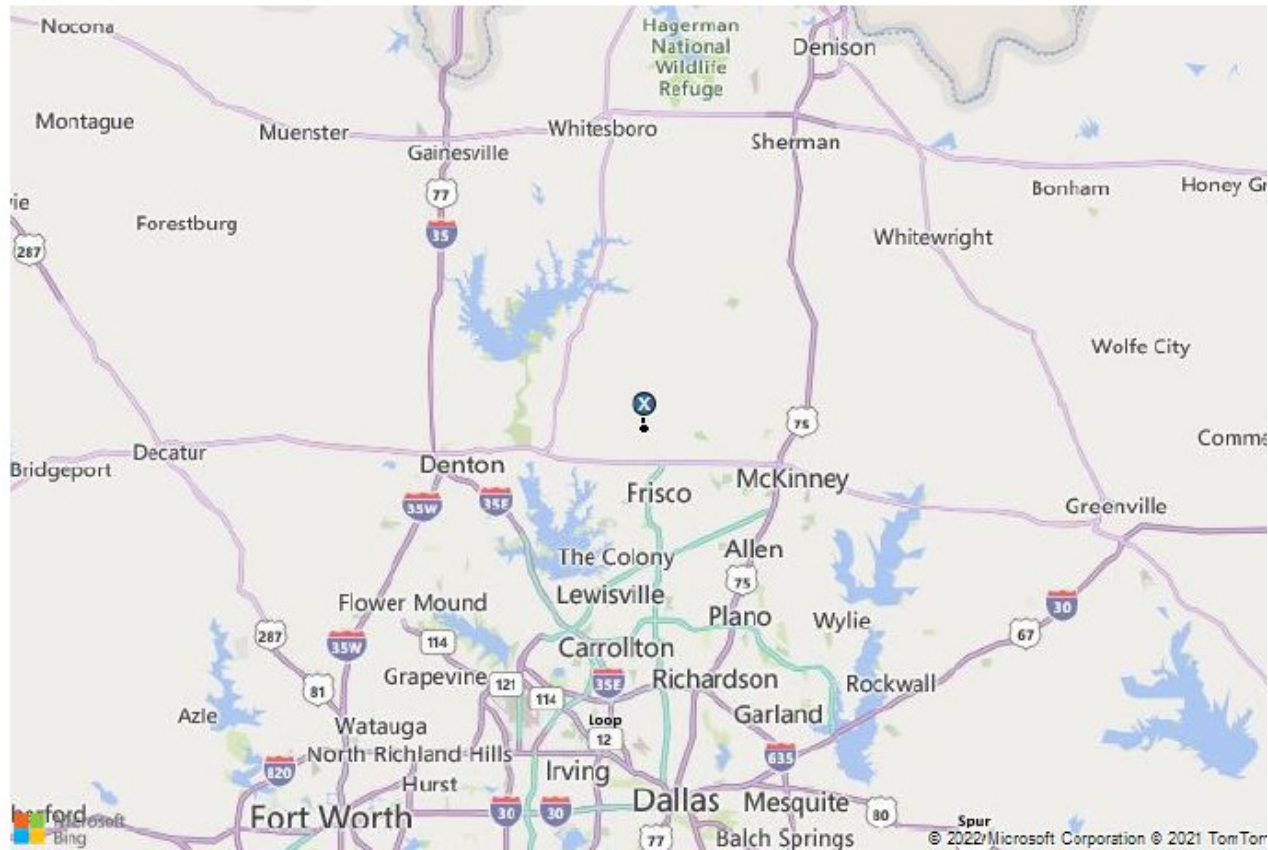 Nocona
Hagerman
National
Wildlife
Refuge
Denison
Montague
Muenster
Whitesboro
Gainesville
Sherman
77
Bonham
Honey Gr
vie
Forestburg
35
287
Whitewright
Wolfe City
X
75
Decatur
Comme
Bridgeport
Denton
McKinney
Frisco
35W
35E
Greenville
The Colony
Allen
75
Flower Mound
Lewisville
30
Plano
Wylie
287
114
67
35W
Carrollton
Grapevine
121
114
35E
Richardson
Rockwall
81
Azle
Garland
Watauga
Loop
12
North Richland Hills
635
820
Irving
Hurst
Dallas
Mesquite
30
30
80
herford
Fort Worth
Microsoft
Bing
77
Balch Springs
Spur
© 2022 Microsoft Corporation © 2021 TomTom